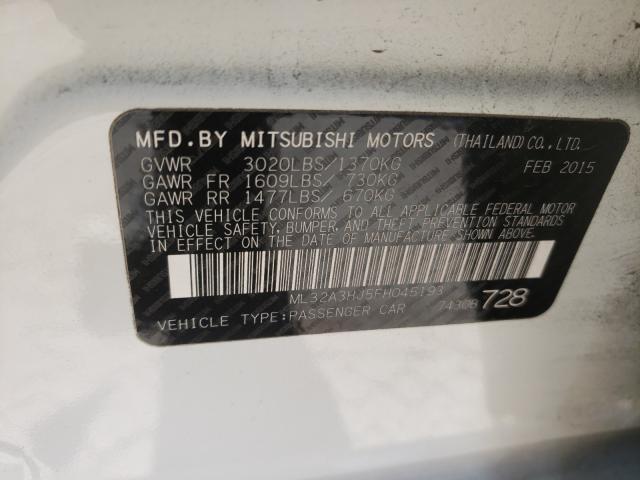 MFD.BY MITSUBISHI MOTORS (THAILAND) CO., LTD.
GVWR 3020LBS/1370KG FEB 2015
GAWR FR 1609LBS/ 730KG
GAWR RR 1477LBS/ 670KG
THIS VEHICLE CONFORMS TO ALL APPLICABLE FEDERAL MOTOR
VEHICLE SAFETY, BUMPER, AND THEFT PREVENTION STANDARDS
IN EFFECT ON THE DATE OF MANUFACTURE SHOWN ABOVE.
ML32A3HJ5FH045193
VEHICLE TYPE:PASSENGER CAR 7430B 728